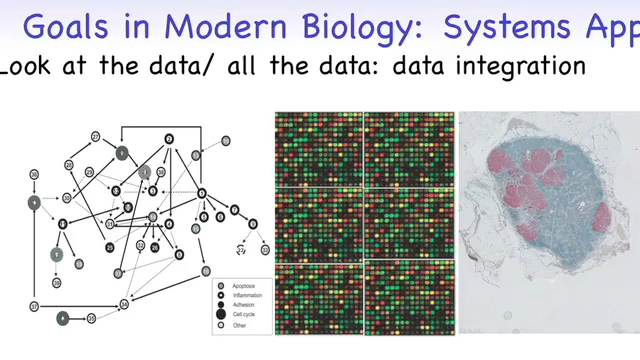 Goals in Modern Biology: Systems App
Look at the data/ all the data: data integration
Apoptosis
Inflammation
Adhesion
Cell cycle
Other